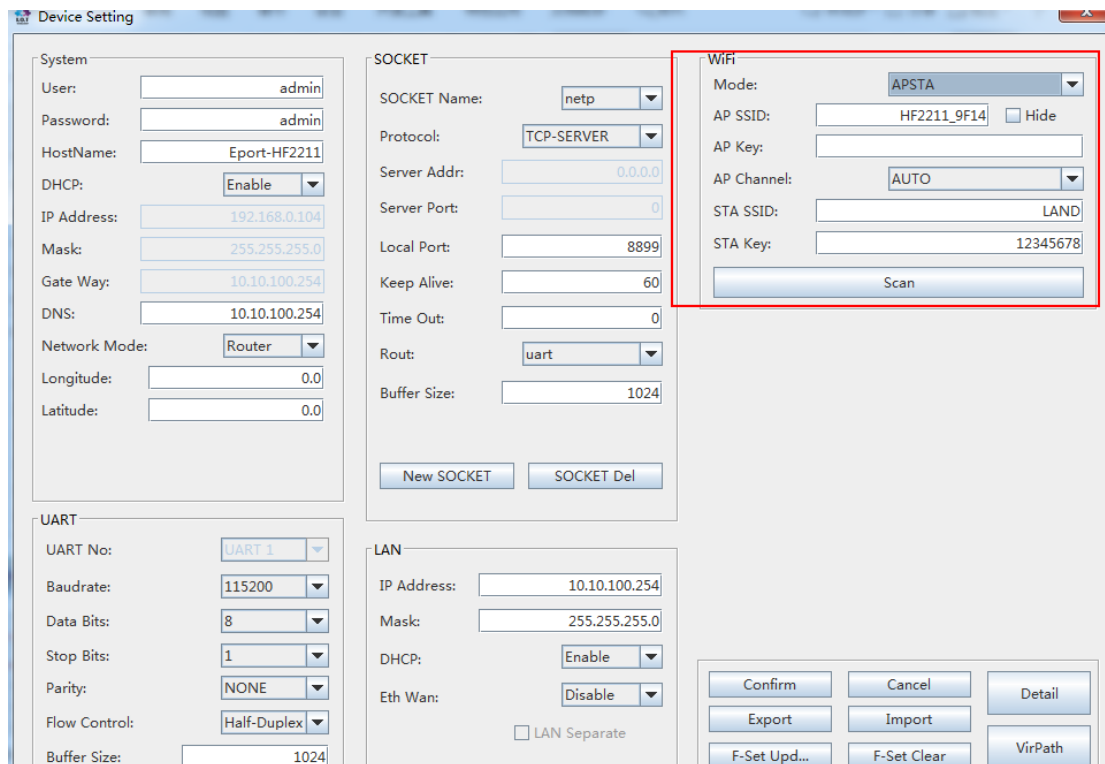 Device Setting
System
User: admin
Password: admin
HostName: Eport-HF2211
DHCP: Enable
IP Address: 192.168.0.104
Mask: 255.255.255.0
Gate Way: 10.10.100.254
DNS: 10.10.100.254
Network Mode: Router
Longitude: 0.0
Latitude: 0.0
UART
UART No: UART 1
Baudrate: 115200
Data Bits: 8
Stop Bits: 1
Parity: NONE
Flow Control: Half-Duplex
Buffer Size: 1024
SOCKET
SOCKET Name: netp
Protocol: TCP-SERVER
Server Addr: 0.0.0.0
Server Port: 0
Local Port: 8899
Keep Alive: 60
Time Out: 0
Rout: uart
Buffer Size: 1024
New SOCKET SOCKET Del
LAN
IP Address: 10.10.100.254
Mask: 255.255.255.0
DHCP: Enable
Eth Wan: Disable
LAN Separate
WiFi
Mode: APSTA
AP SSID: HF2211_9F14 Hide
AP Key:
AP Channel: AUTO
STA SSID: LAND
STA Key: 12345678
Scan
Confirm Cancel Detail
Export Import
F-Set Upd... F-Set Clear VirPath